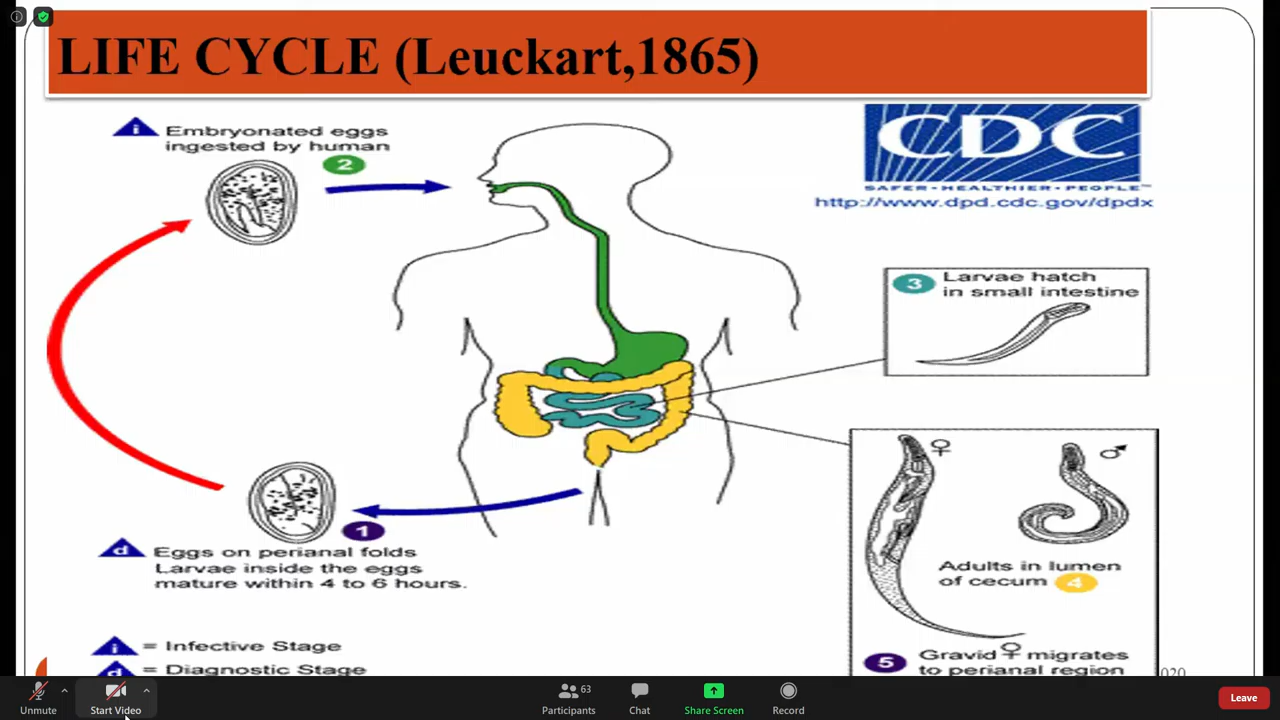 LIFE CYCLE (Leuckart,1865)
i
Embryonated eggs
ingested by human
2
CDC
SAFER • HEALTHIER • PEOPLE™
http://www.dpd.cdc.gov/dpdx
3
Larvae hatch
in small intestine
♀
♂
Adults in lumen
of cecum 4
1
d
Eggs on perianal folds
Larvae inside the eggs
mature within 4 to 6 hours.
i = Infective Stage
d = Diagnostic Stage
5 Gravid ♀ migrates
to perianal region
020
Unmute
Start Video
63
Participants
Chat
Share Screen
Record
Leave